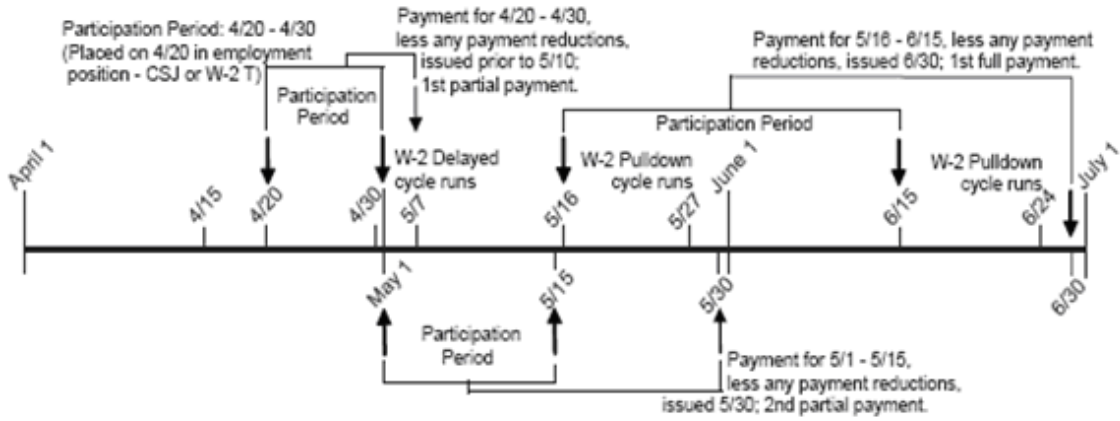 Participation Period: 4/20 - 4/30
(Placed on 4/20 in employment
position - CSJ or W-2 T)
Participation
Period
Payment for 4/20 - 4/30,
less any payment reductions,
issued prior to 5/10;
1st partial payment.
Payment for 5/16 - 6/15, less any payment
reductions, issued 6/30; 1st full payment.
Participation Period
W-2 Delayed
cycle runs
W-2 Pulldown
cycle runs
W-2 Pulldown
cycle runs
April 1
4/15
4/20
4/30
5/7
5/16
5/27
June 1
6/15
6/24
July 1
May 1
5/15
5/30
6/30
Participation
Period
Payment for 5/1 - 5/15,
less any payment reductions,
issued 5/30; 2nd partial payment.